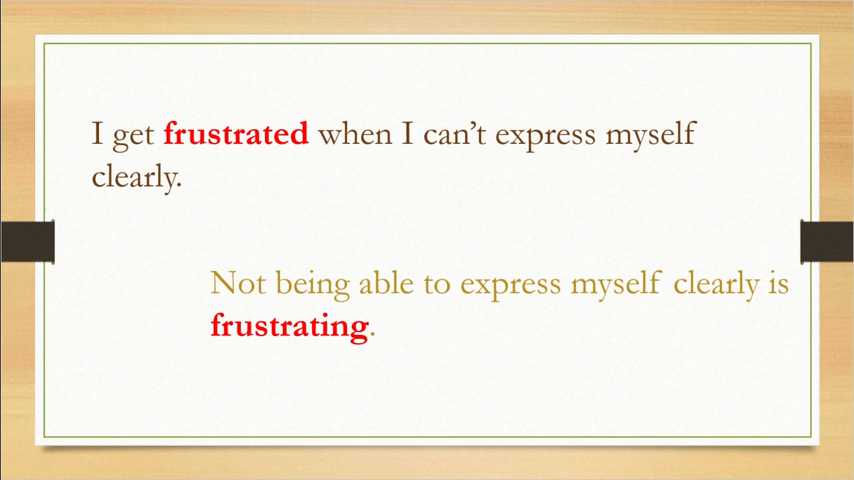 I get frustrated when I can’t express myself
clearly.
Not being able to express myself clearly is
frustrating.